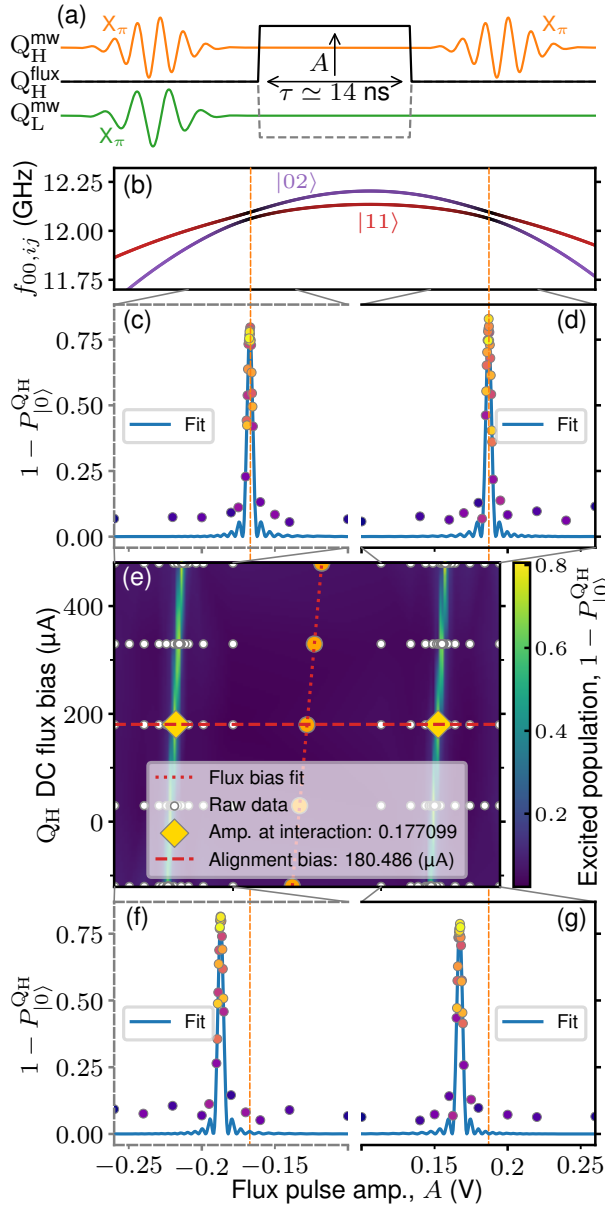 (a)
X_π
X_π
Q_H^mw
Q_H^flux
A
τ ≃ 14 ns
Q_L^mw
X_π
12.25
(b)
|02⟩
12.00
|11⟩
11.75
f_{00,ij} (GHz)
(c)
(d)
0.75
0.50
Fit
Fit
0.25
0.00
1 − P_{|0⟩}^{Q_H}
(e)
400
200
0
Q_H DC flux bias (µA)
Flux bias fit
Raw data
Amp. at interaction: 0.177099
Alignment bias: 180.486 (µA)
0.8
0.6
0.4
0.2
Excited population, 1 − P_{|0⟩}^{Q_H}
(f)
(g)
0.75
0.50
Fit
Fit
0.25
0.00
1 − P_{|0⟩}^{Q_H}
−0.25 −0.2 −0.15 0.15 0.2 0.25
Flux pulse amp., A (V)